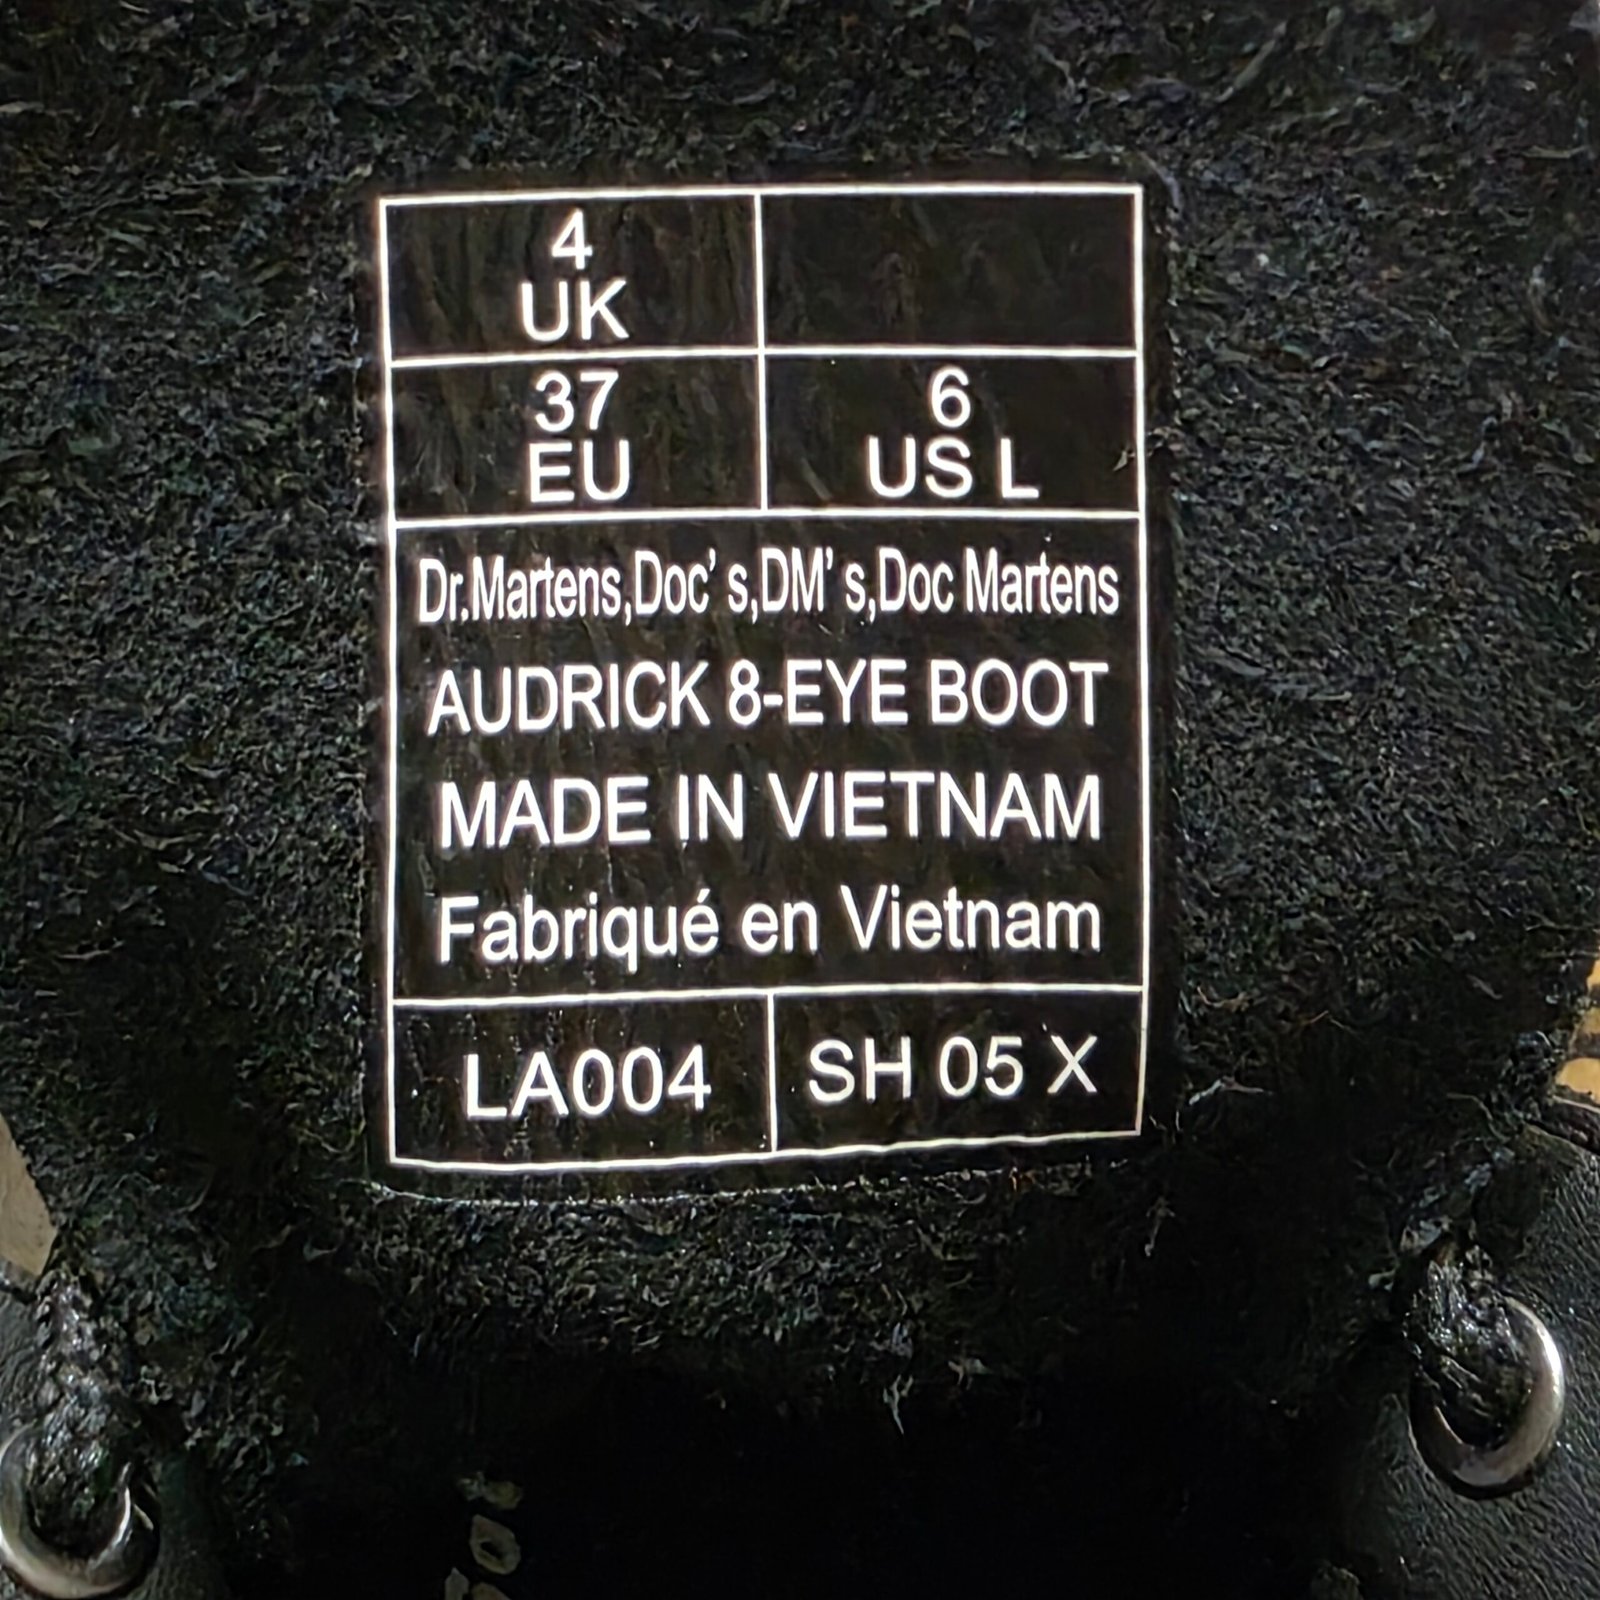 4
UK
37
EU
6
US L
Dr.Martens,Doc' s,DM' s,Doc Martens
AUDRICK 8-EYE BOOT
MADE IN VIETNAM
Fabriqué en Vietnam
LA004
SH 05 X